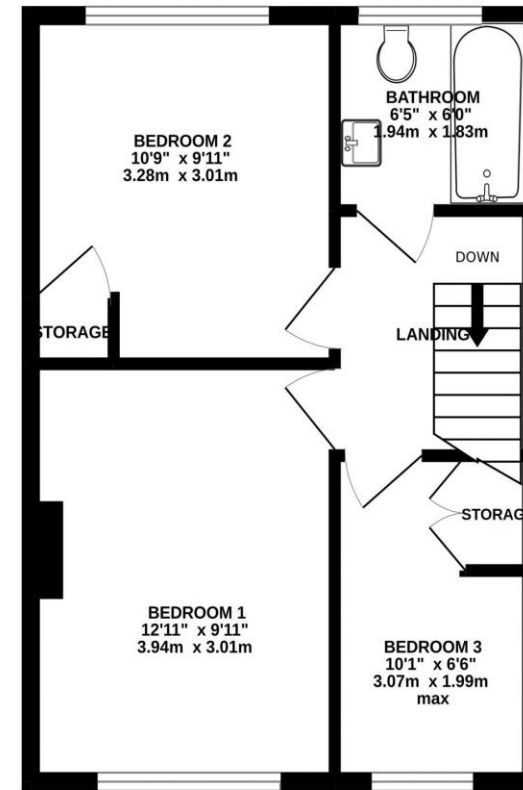 BATHROOM
6'5" x 6'0"
1.94m x 1.83m
BEDROOM 2
10'9" x 9'11"
3.28m x 3.01m
DOWN
STORAGE
LANDING
STORAG
BEDROOM 1
12'11" x 9'11"
3.94m x 3.01m
BEDROOM 3
10'1" x 6'6"
3.07m x 1.99m
max